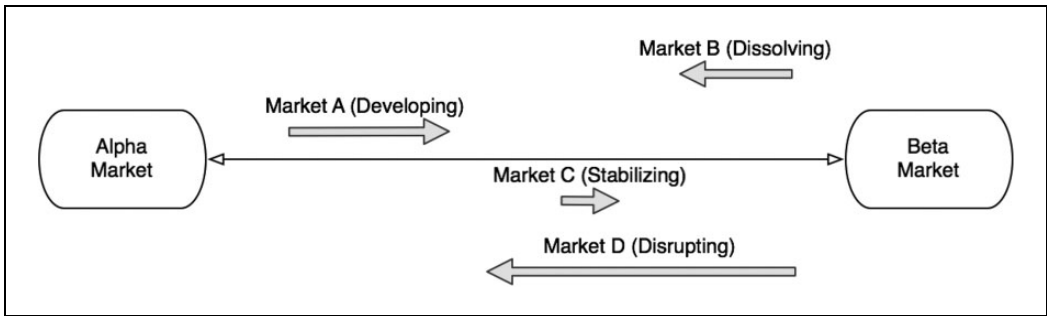 Market B (Dissolving)
Market A (Developing)
Alpha
Market
Beta
Market
Market C (Stabilizing)
Market D (Disrupting)